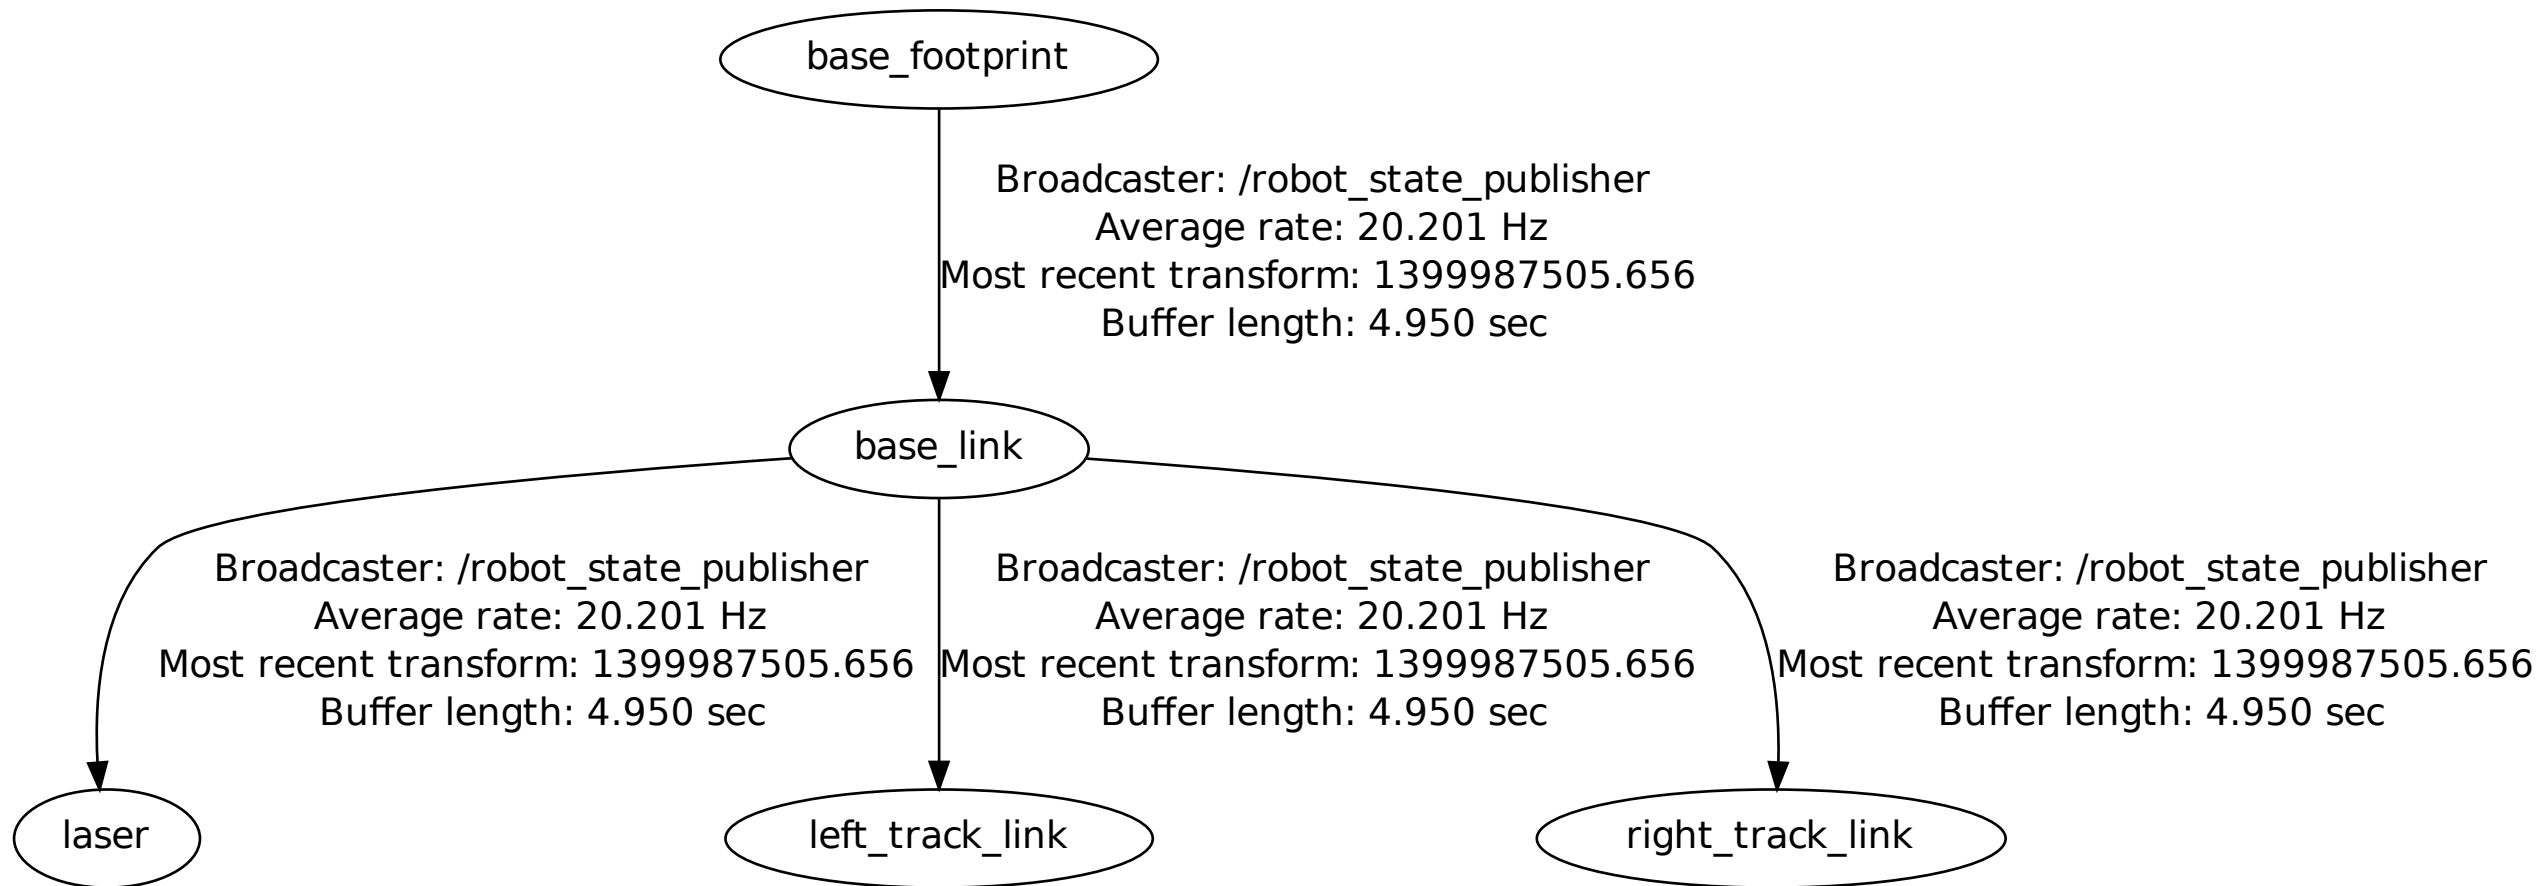 base_footprint
Broadcaster: /robot_state_publisher
Average rate: 20.201 Hz
Most recent transform: 1399987505.656
Buffer length: 4.950 sec
base_link
Broadcaster: /robot_state_publisher
Average rate: 20.201 Hz
Most recent transform: 1399987505.656
Buffer length: 4.950 sec
Broadcaster: /robot_state_publisher
Average rate: 20.201 Hz
Most recent transform: 1399987505.656
Buffer length: 4.950 sec
Broadcaster: /robot_state_publisher
Average rate: 20.201 Hz
Most recent transform: 1399987505.656
Buffer length: 4.950 sec
laser
left_track_link
right_track_link